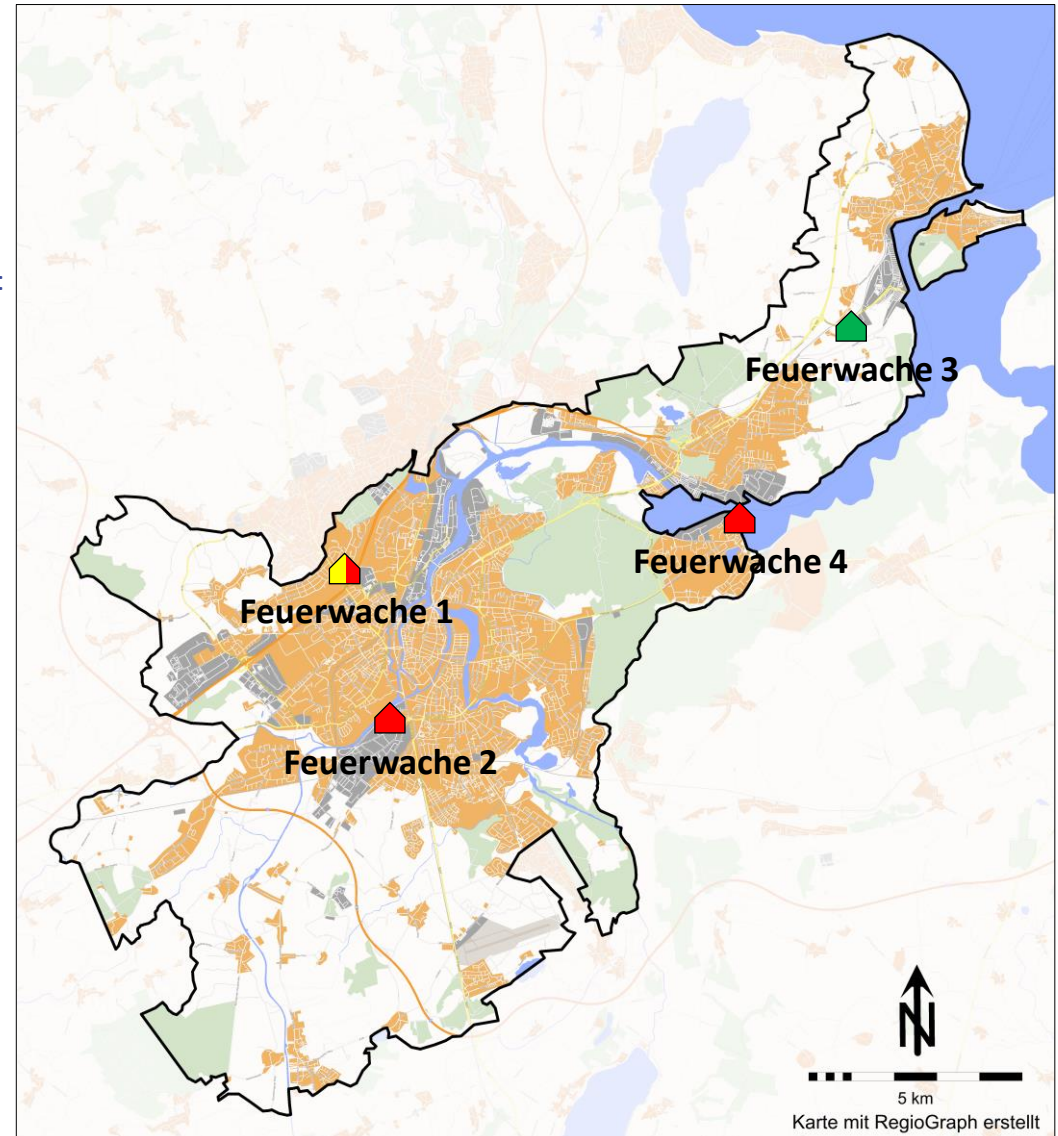 Feuerwache 3
Feuerwache 4
Feuerwache 1
Feuerwache 2
N
5 km
Karte mit RegioGraph erstellt